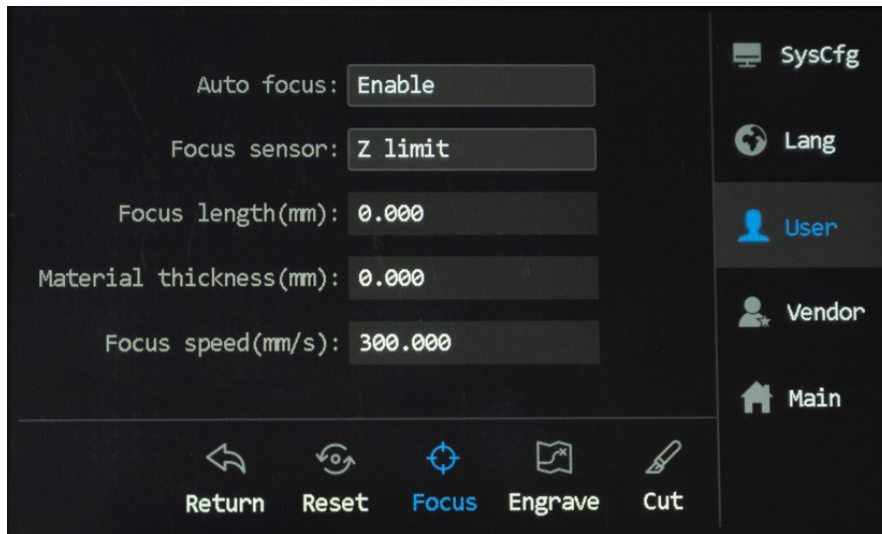 Auto focus: Enable
Focus sensor: Z limit
Focus length(mm): 0.000
Material thickness(mm): 0.000
Focus speed(mm/s): 300.000
SysCfg
Lang
User
Vendor
Main
Return Reset Focus Engrave Cut